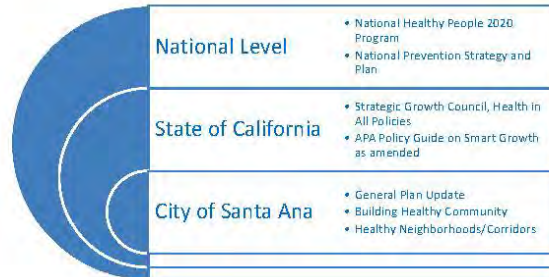 National Level
• National Healthy People 2020
Program
• National Prevention Strategy and
Plan
State of California
• Strategic Growth Council, Health in
All Policies
• APA Policy Guide on Smart Growth
as amended
City of Santa Ana
• General Plan Update
• Building Healthy Community
• Healthy Neighborhoods/Corridors